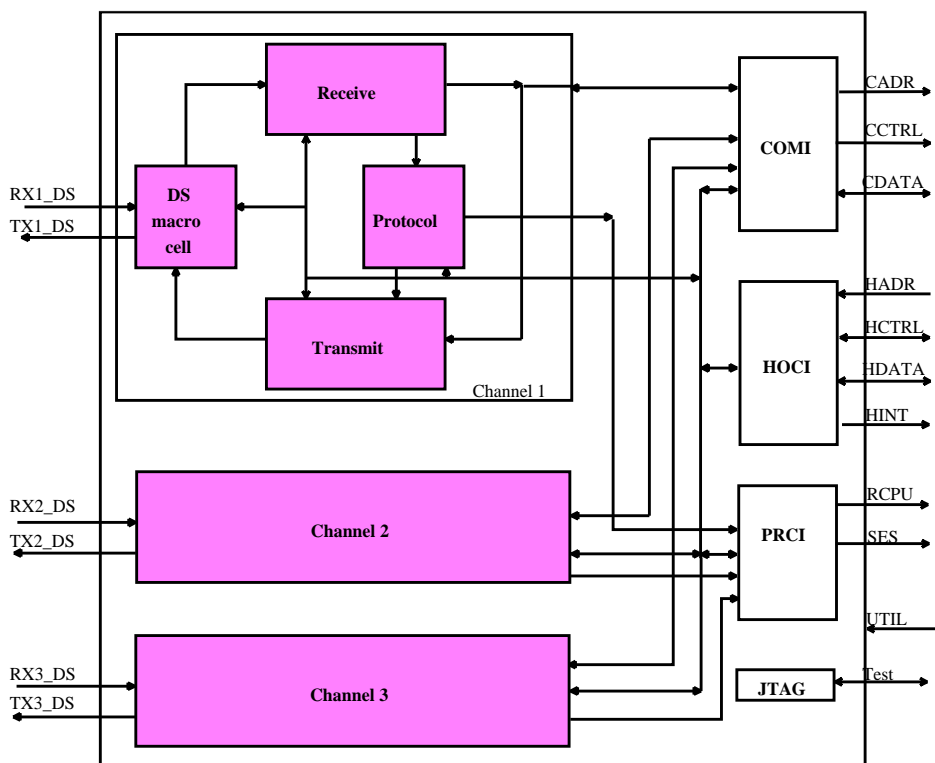 Receive
COMI
CADR
CCTRL
CDATA
RX1_DS
TX1_DS
DS
macro
cell
Protocol
Transmit
Channel 1
HOCI
HADR
HCTRL
HDATA
HINT
RX2_DS
TX2_DS
Channel 2
PRCI
RCPU
SES
UTIL
RX3_DS
TX3_DS
Channel 3
JTAG
Test